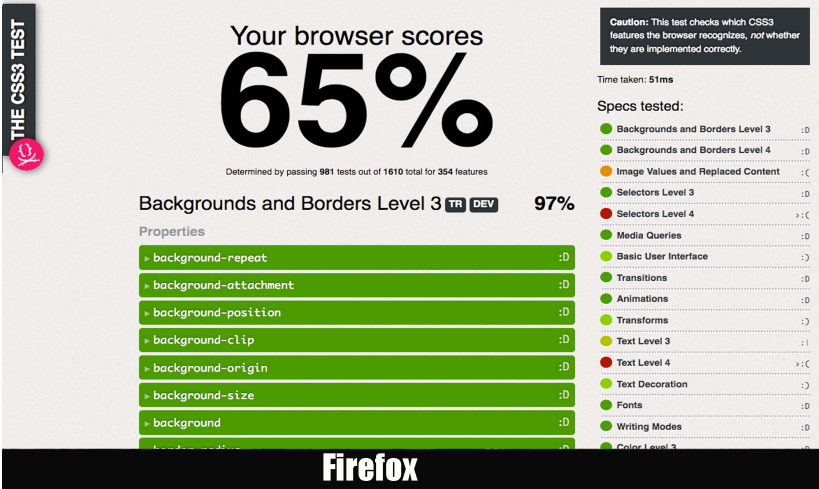 THE CSS3 TEST
Your browser scores
65%
Determined by passing 981 tests out of 1610 total for 354 features
Backgrounds and Borders Level 3 TR DEV 97%
Properties
▸ background-repeat :D
▸ background-attachment :D
▸ background-position :D
▸ background-clip :D
▸ background-origin :D
▸ background-size :D
▸ background :D
Caution: This test checks which CSS3
features the browser recognizes, not whether
they are implemented correctly.
Time taken: 51ms
Specs tested:
Backgrounds and Borders Level 3 :D
Backgrounds and Borders Level 4 :D
Image Values and Replaced Content :(
Selectors Level 3 :D
Selectors Level 4 >:(
Media Queries :D
Basic User Interface :)
Transitions :D
Animations :D
Transforms :)
Text Level 3 :|
Text Level 4 >:(
Text Decoration :)
Fonts :D
Writing Modes :D
Color Level 3
Firefox